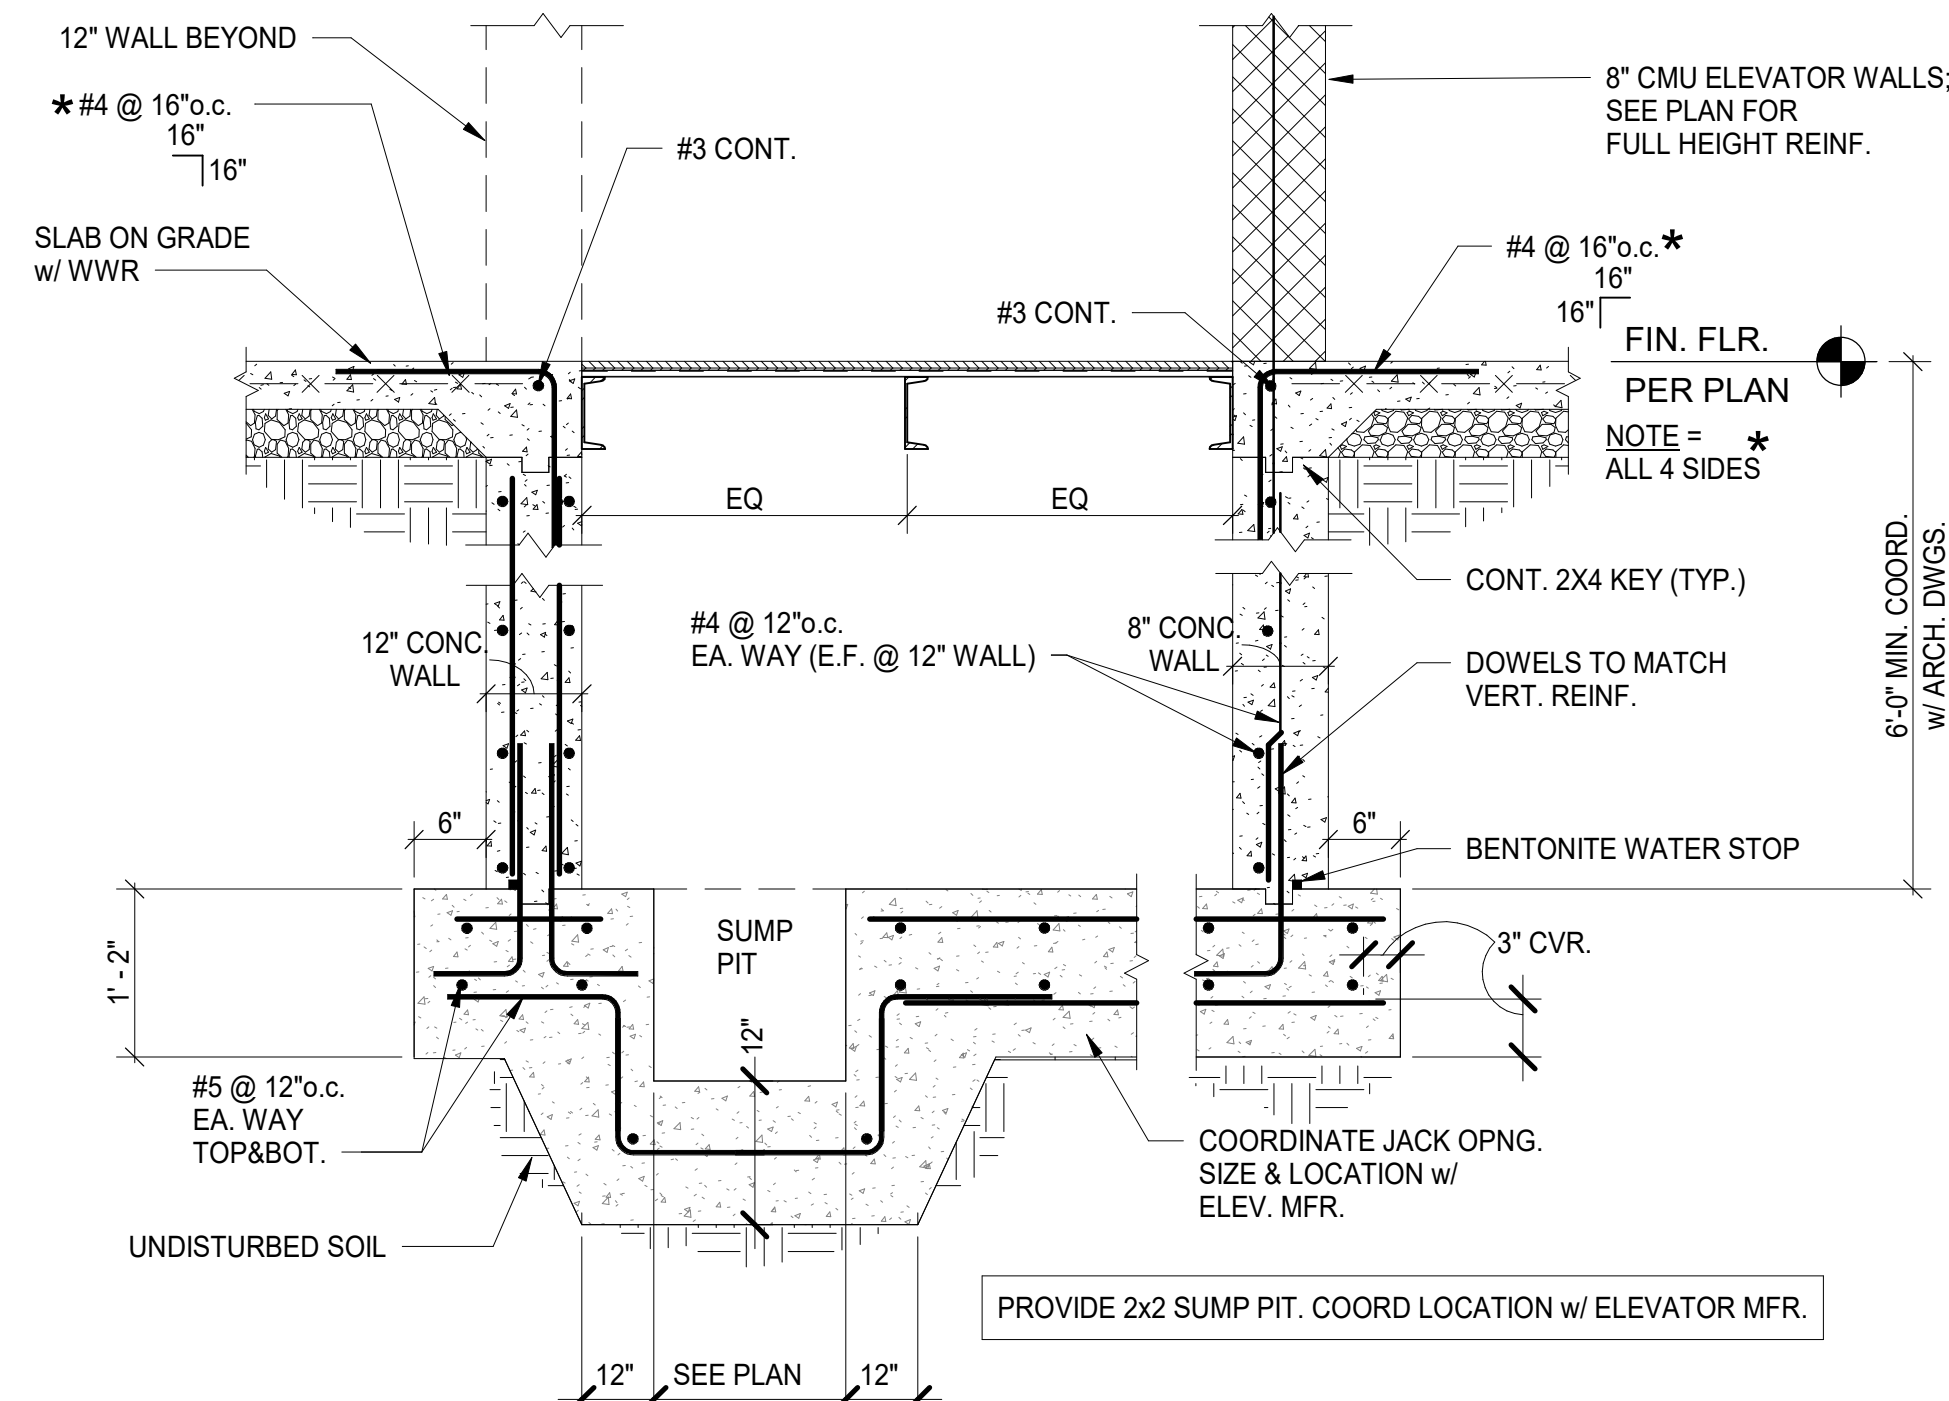 12" WALL BEYOND
* #4 @ 16"o.c.
16"
16"
SLAB ON GRADE
w/ WWR
#3 CONT.
8" CMU ELEVATOR WALLS;
SEE PLAN FOR
FULL HEIGHT REINF.
#4 @ 16"o.c. *
16"
16"
#3 CONT.
FIN. FLR.
PER PLAN
NOTE = *
ALL 4 SIDES
EQ
EQ
CONT. 2X4 KEY (TYP.)
6'-0" MIN. COORD.
w/ ARCH. DWGS.
12" CONC.
WALL
#4 @ 12"o.c.
EA. WAY (E.F. @ 12" WALL)
8" CONC.
WALL
DOWELS TO MATCH
VERT. REINF.
6"
6"
BENTONITE WATER STOP
1' - 2"
SUMP
PIT
3" CVR.
12"
#5 @ 12"o.c.
EA. WAY
TOP&BOT.
COORDINATE JACK OPNG.
SIZE & LOCATION w/
ELEV. MFR.
UNDISTURBED SOIL
PROVIDE 2x2 SUMP PIT. COORD LOCATION w/ ELEVATOR MFR.
12"
SEE PLAN
12"